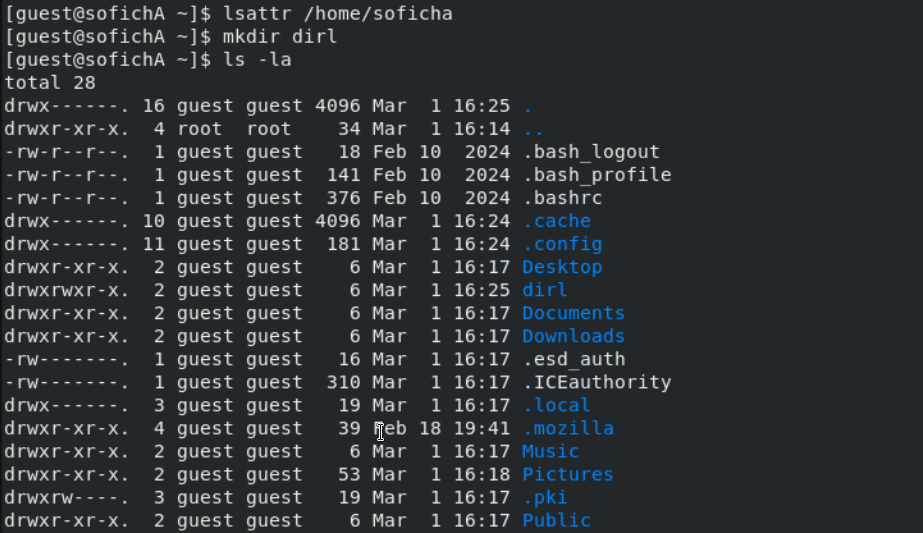 [guest@sofichA ~]$ lsattr /home/soficha
[guest@sofichA ~]$ mkdir dirl
[guest@sofichA ~]$ ls -la
total 28
drwx------. 16 guest guest 4096 Mar  1 16:25 .
drwxr-xr-x.  4 root  root    34 Mar  1 16:14 ..
-rw-r--r--.  1 guest guest   18 Feb 10  2024 .bash_logout
-rw-r--r--.  1 guest guest  141 Feb 10  2024 .bash_profile
-rw-r--r--.  1 guest guest  376 Feb 10  2024 .bashrc
drwx------. 10 guest guest 4096 Mar  1 16:24 .cache
drwx------. 11 guest guest  181 Mar  1 16:24 .config
drwxr-xr-x.  2 guest guest    6 Mar  1 16:17 Desktop
drwxrwxr-x.  2 guest guest    6 Mar  1 16:25 dirl
drwxr-xr-x.  2 guest guest    6 Mar  1 16:17 Documents
drwxr-xr-x.  2 guest guest    6 Mar  1 16:17 Downloads
-rw-------.  1 guest guest   16 Mar  1 16:17 .esd_auth
-rw-------.  1 guest guest  310 Mar  1 16:17 .ICEauthority
drwx------.  3 guest guest   19 Mar  1 16:17 .local
drwxr-xr-x.  4 guest guest   39 Feb 18 19:41 .mozilla
drwxr-xr-x.  2 guest guest    6 Mar  1 16:17 Music
drwxr-xr-x.  2 guest guest   53 Mar  1 16:18 Pictures
drwxrw----.  3 guest guest   19 Mar  1 16:17 .pki
drwxr-xr-x.  2 guest guest    6 Mar  1 16:17 Public